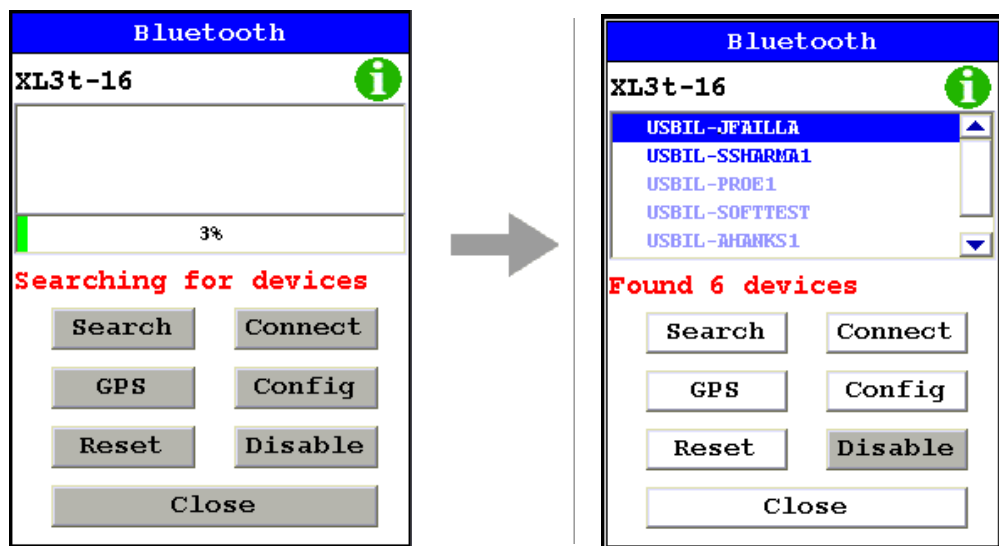 Bluetooth
XL3t-16
3%
Searching for devices
Search Connect
GPS Config
Reset Disable
Close
Bluetooth
XL3t-16
USBIL-JFAILLA
USBIL-SSHARMA1
USBIL-PROE1
USBIL-SOFTTEST
USBIL-AHANKS1
Found 6 devices
Search Connect
GPS Config
Reset Disable
Close